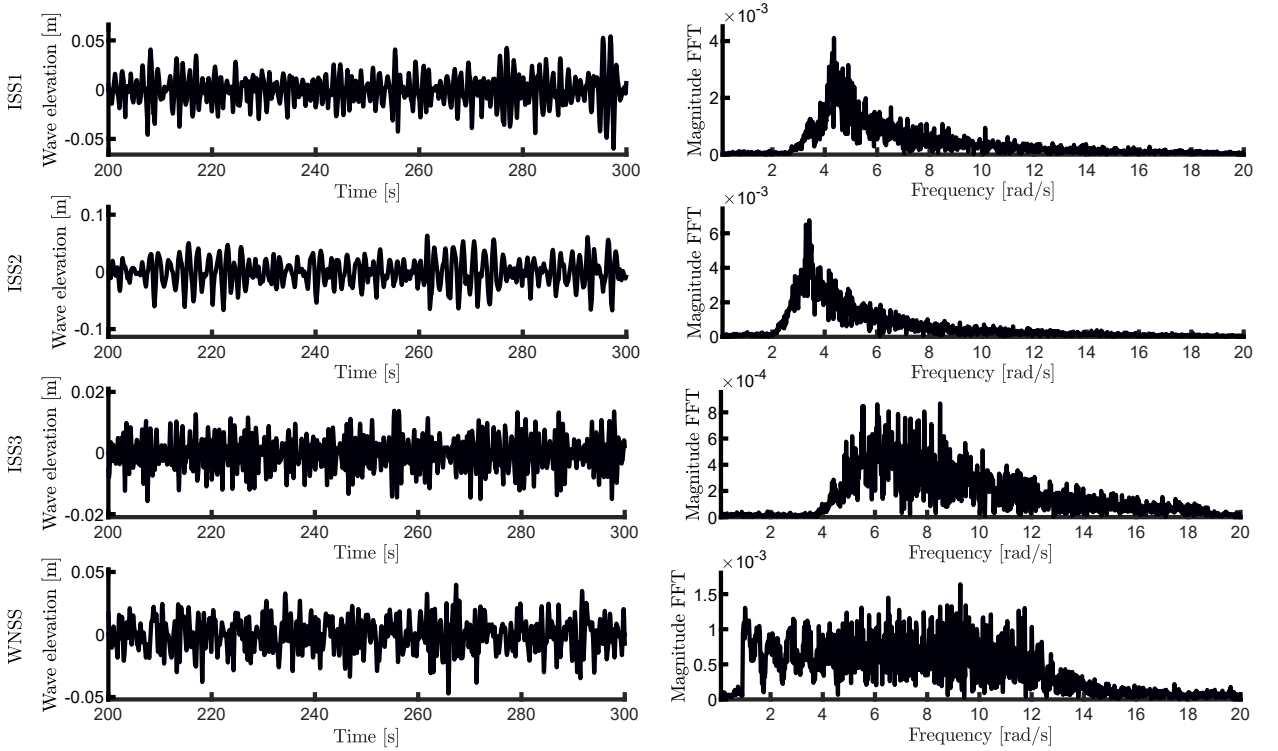 ISS1
Wave elevation [m]
0.05
0
-0.05
200 220 240 260 280 300
Time [s]
×10-3
Magnitude FFT
4
2
0
2 4 6 8 10 12 14 16 18 20
Frequency [rad/s]
ISS2
Wave elevation [m]
0.1
0
-0.1
200 220 240 260 280 300
Time [s]
×10-3
Magnitude FFT
6
4
2
0
2 4 6 8 10 12 14 16 18 20
Frequency [rad/s]
ISS3
Wave elevation [m]
0.02
0
-0.02
200 220 240 260 280 300
Time [s]
×10-4
Magnitude FFT
8
6
4
2
0
2 4 6 8 10 12 14 16 18 20
Frequency [rad/s]
WNSS
Wave elevation [m]
0.05
0
-0.05
200 220 240 260 280 300
Time [s]
×10-3
Magnitude FFT
1.5
1
0.5
0
2 4 6 8 10 12 14 16 18 20
Frequency [rad/s]